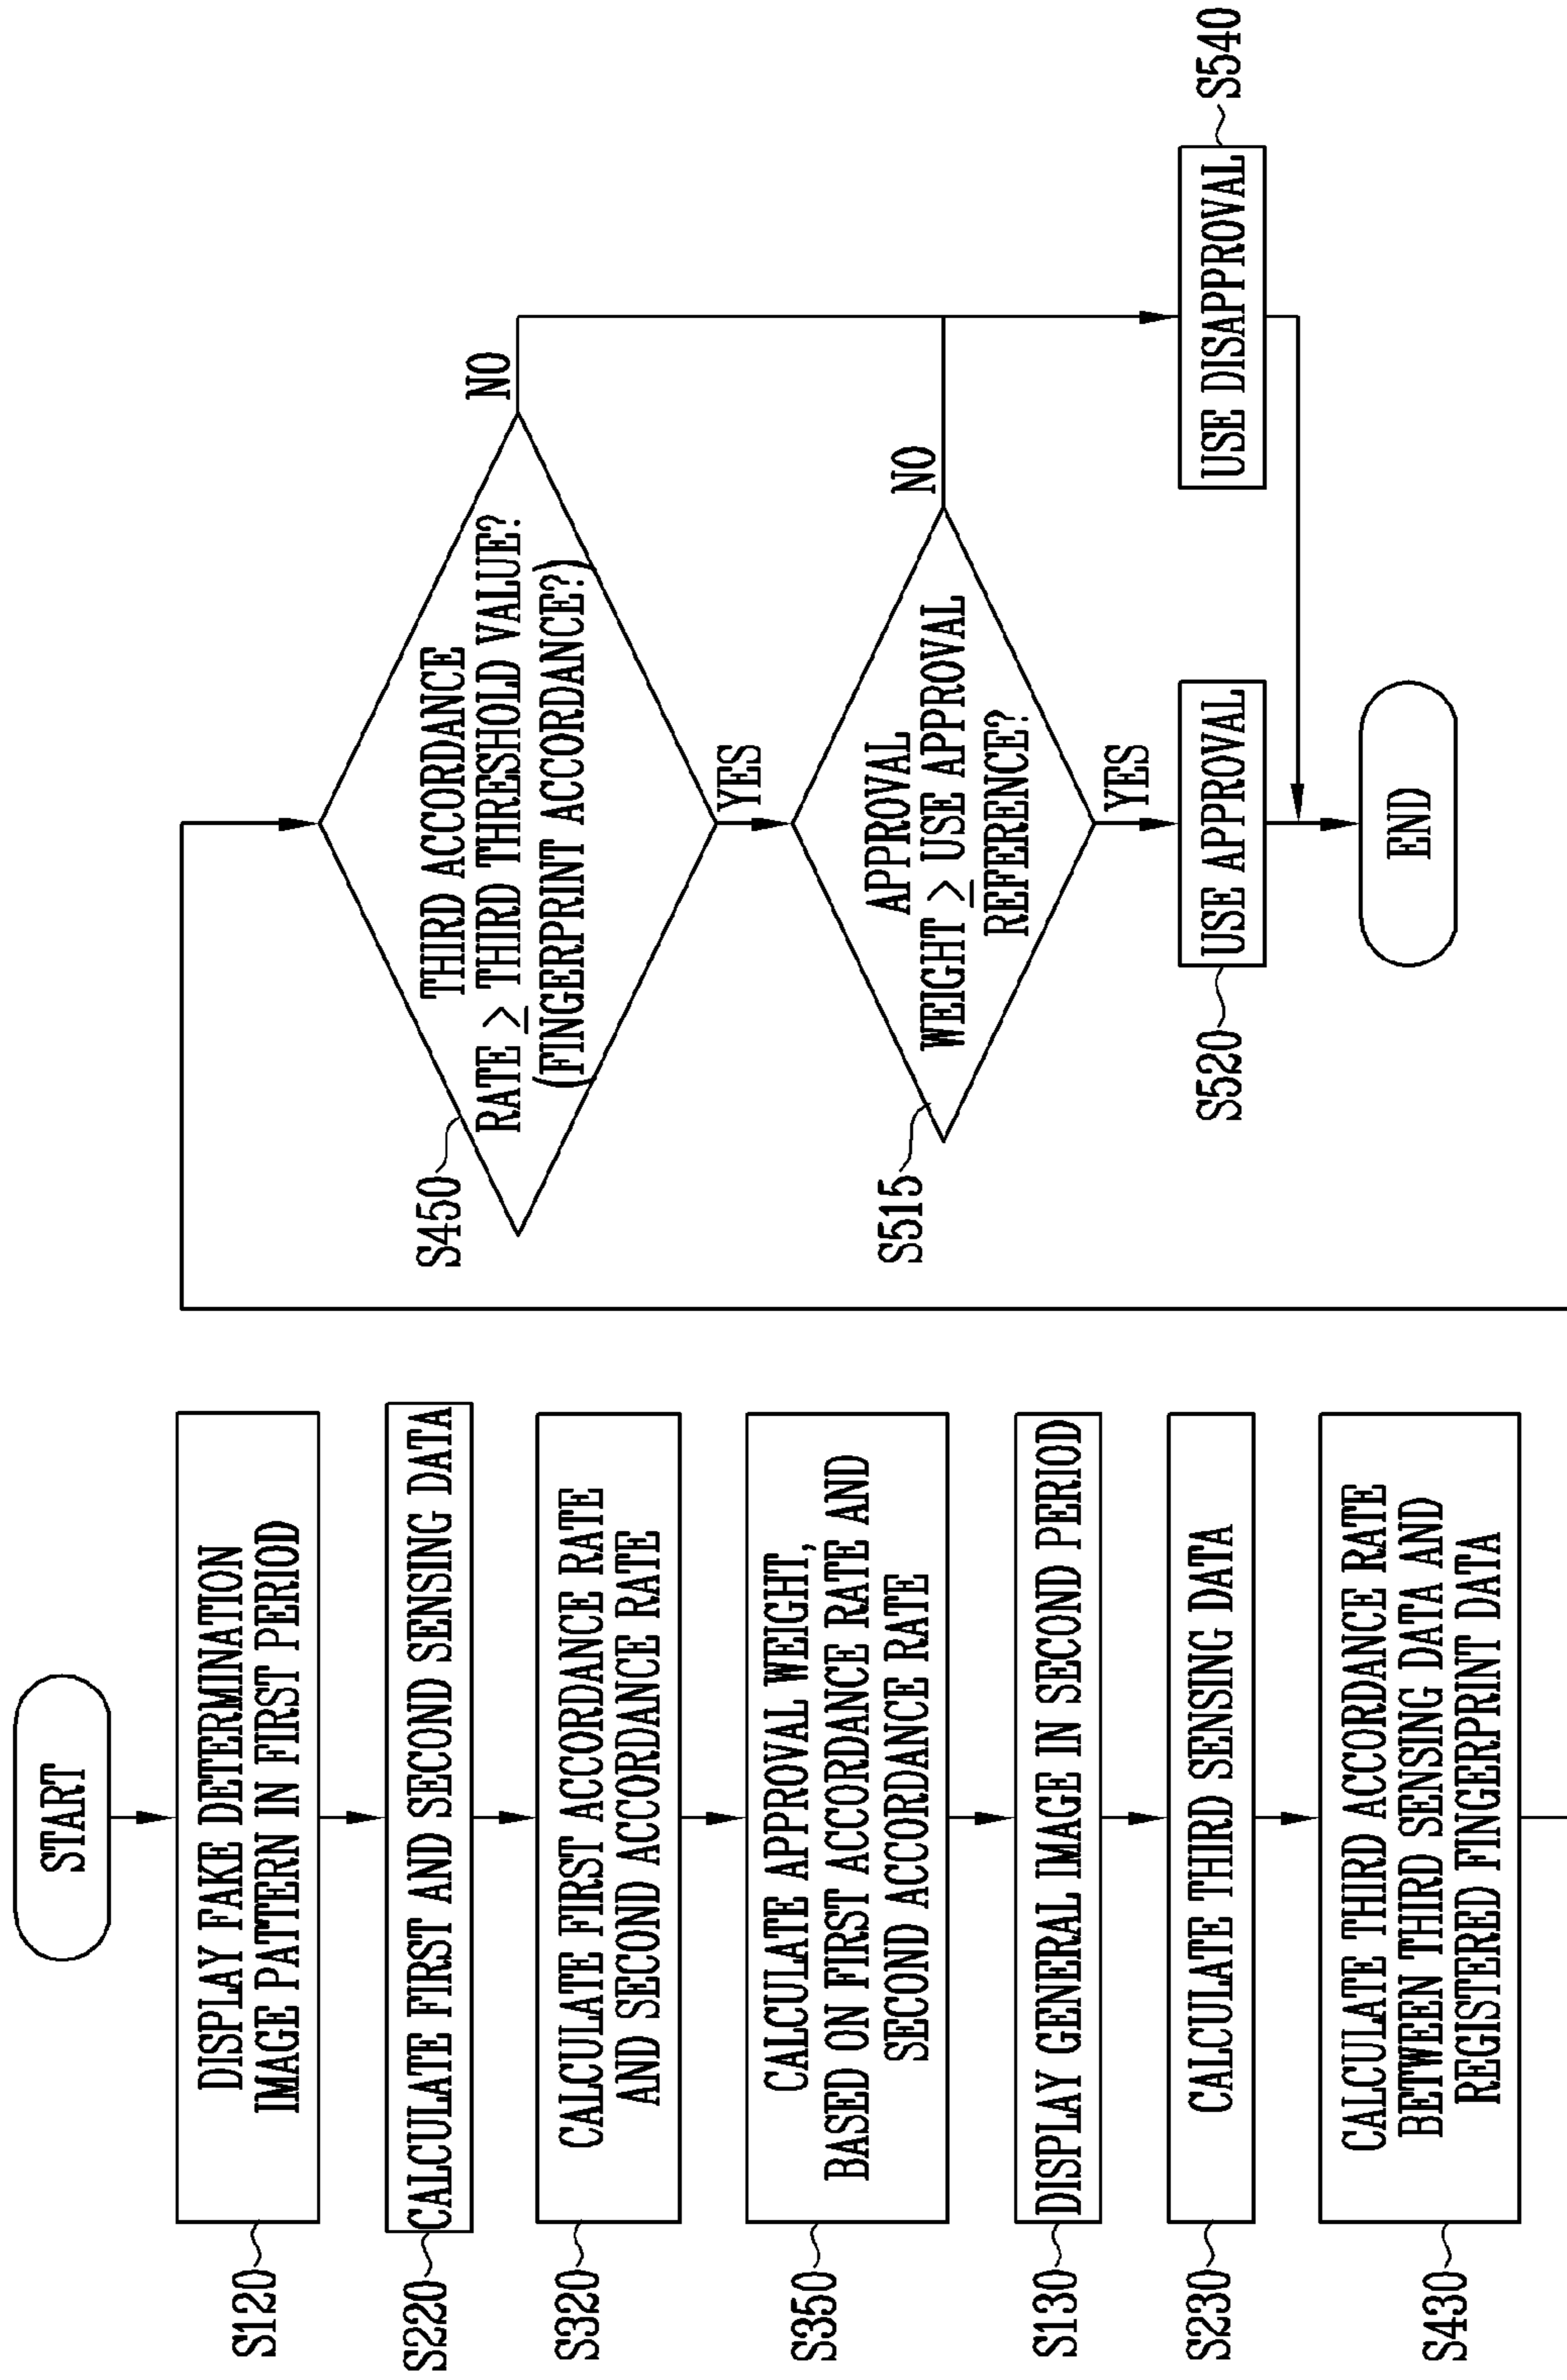 START
S120
DISPLAY FAKE DETERMINATION
IMAGE PATTERN IN FIRST PERIOD
S220
CALCULATE FIRST AND SECOND SENSING DATA
S320
CALCULATE FIRST ACCORDANCE RATE
AND SECOND ACCORDANCE RATE
S350
CALCULATE APPROVAL WEIGHT,
BASED ON FIRST ACCORDANCE RATE AND
SECOND ACCORDANCE RATE
S130
DISPLAY GENERAL IMAGE IN SECOND PERIOD
S230
CALCULATE THIRD SENSING DATA
S430
CALCULATE THIRD ACCORDANCE RATE
BETWEEN THIRD SENSING DATA AND
REGISTERED FINGERPRINT DATA
S450
THIRD ACCORDANCE
RATE ≥ THIRD THRESHOLD VALUE?
(FINGERPRINT ACCORDANCE?)
NO
YES
S515
APPROVAL
WEIGHT ≥ USE APPROVAL
REFERENCE?
NO
YES
S520
USE APPROVAL
USE DISAPPROVAL
S540
END